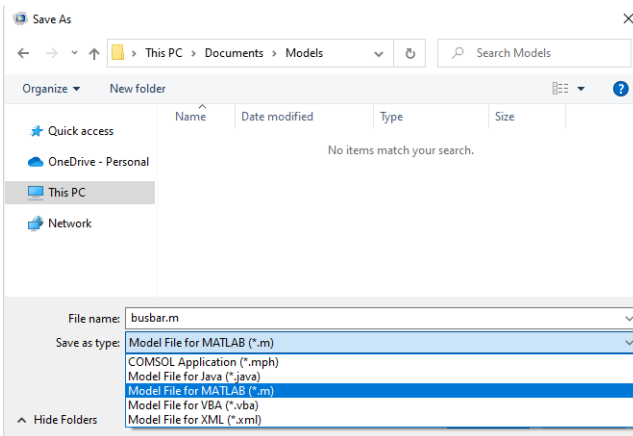 Save As
This PC > Documents > Models
Search Models
Organize
New folder
Name Date modified Type Size
Quick access
OneDrive - Personal
This PC
Network
No items match your search.
File name: busbar.m
Save as type: Model File for MATLAB (*.m)
COMSOL Application (*.mph)
Model File for Java (*.java)
Model File for MATLAB (*.m)
Model File for VBA (*.vba)
Model File for XML (*.xml)
Hide Folders